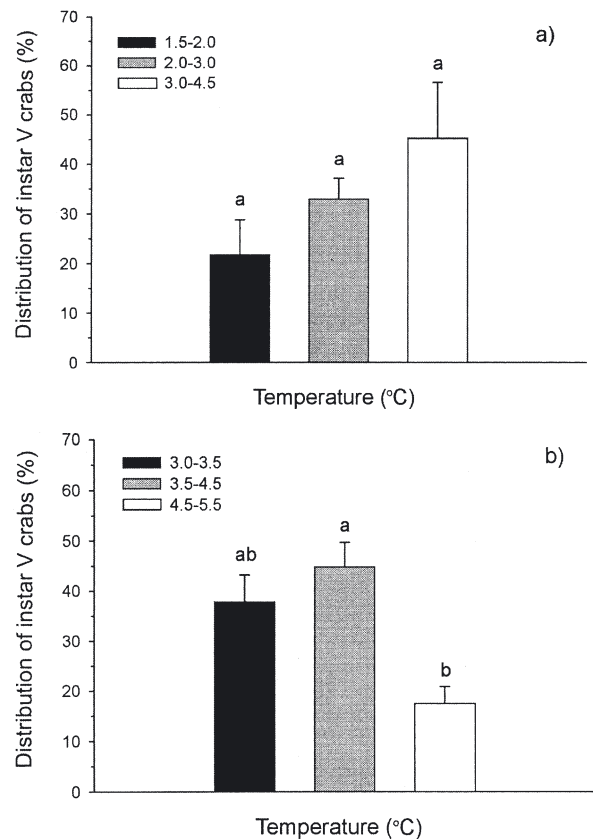 a)
Distribution of instar V crabs (%)
70
60
50
40
30
20
10
0
1.5-2.0
2.0-3.0
3.0-4.5
a
a
a
Temperature (°C)
b)
Distribution of instar V crabs (%)
70
60
50
40
30
20
10
0
3.0-3.5
3.5-4.5
4.5-5.5
ab
a
b
Temperature (°C)